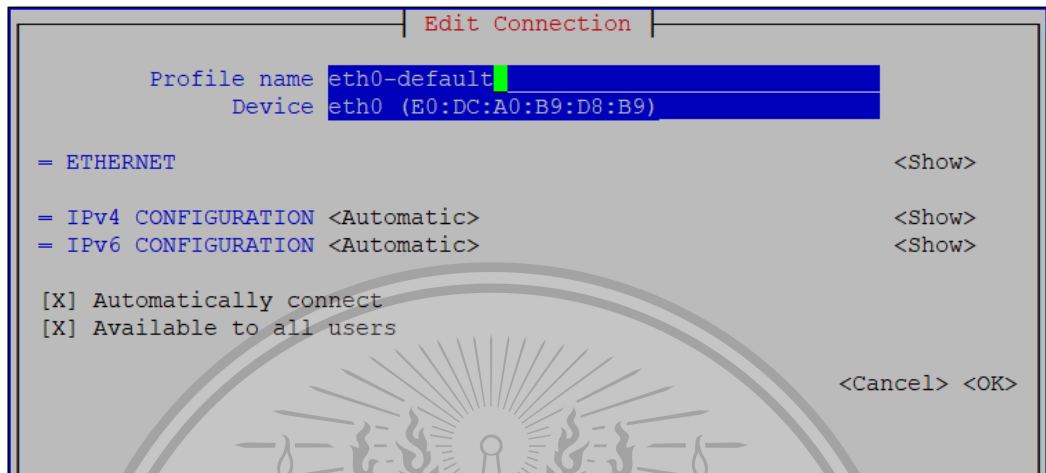 Edit Connection
Profile name eth0-default
Device eth0 (E0:DC:A0:B9:D8:B9)
= ETHERNET <Show>
= IPv4 CONFIGURATION <Automatic> <Show>
= IPv6 CONFIGURATION <Automatic> <Show>
[X] Automatically connect
[X] Available to all users
<Cancel> <OK>